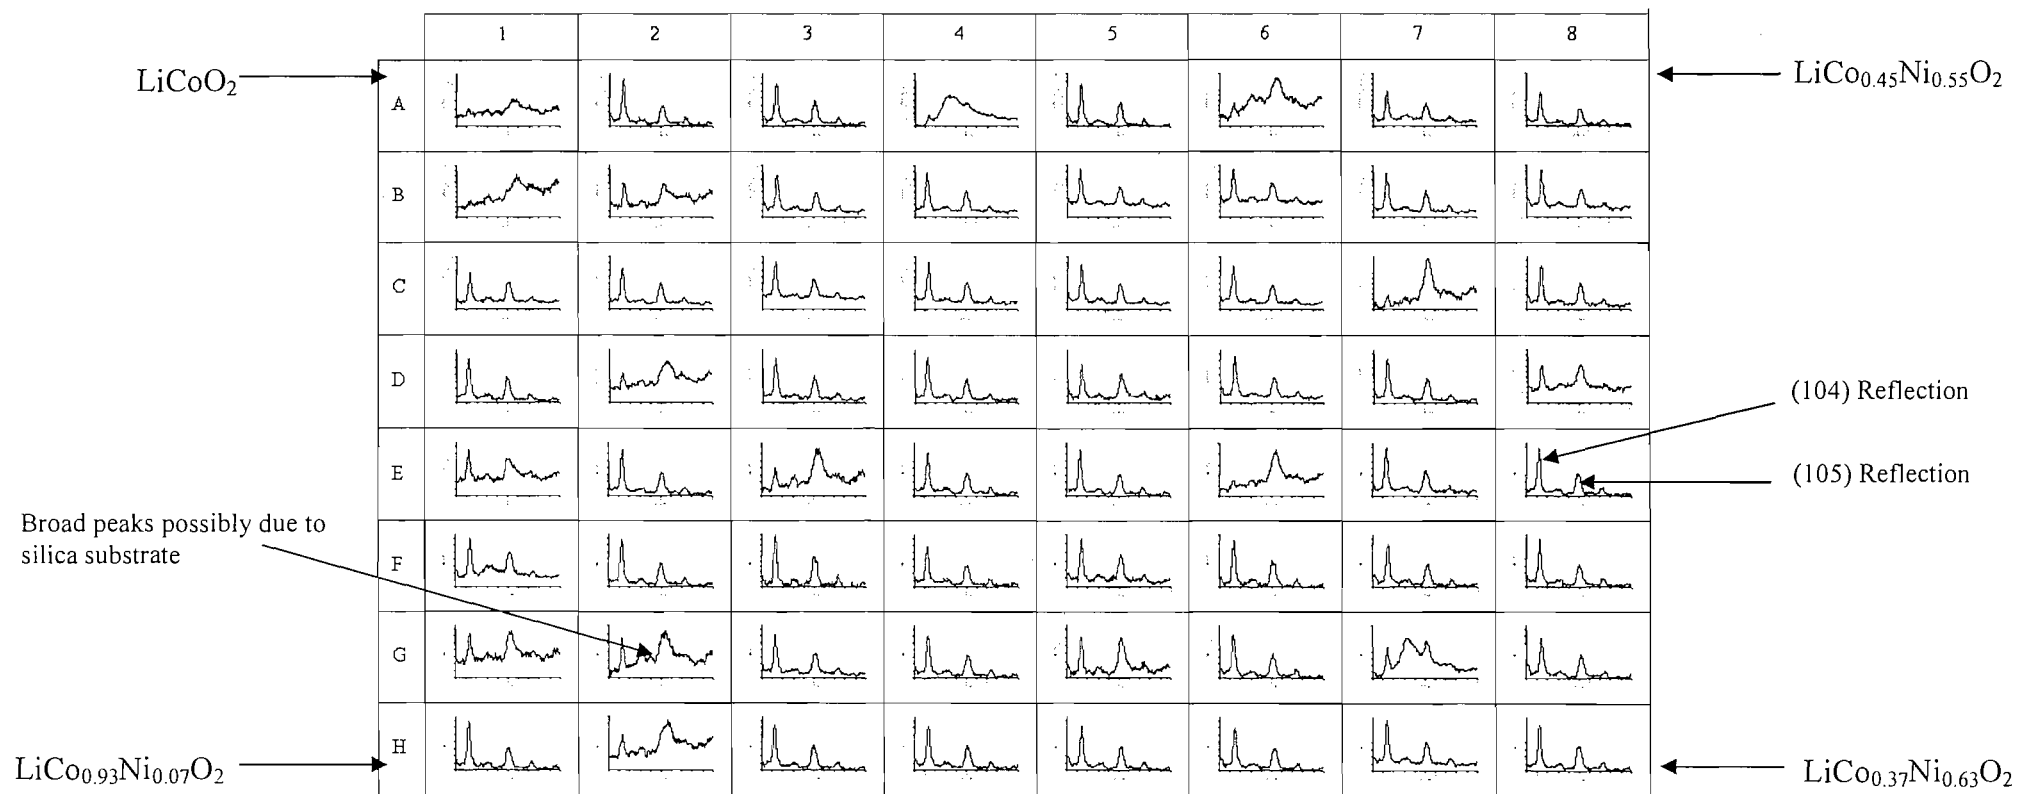 1 2 3 4 5 6 7 8
LiCoO₂
LiCo₀.₄₅Ni₀.₅₅O₂
A
B
C
D
(104) Reflection
E
(105) Reflection
Broad peaks possibly due to
silica substrate
F
G
H
LiCo₀.₉₃Ni₀.₀₇O₂
LiCo₀.₃₇Ni₀.₆₃O₂